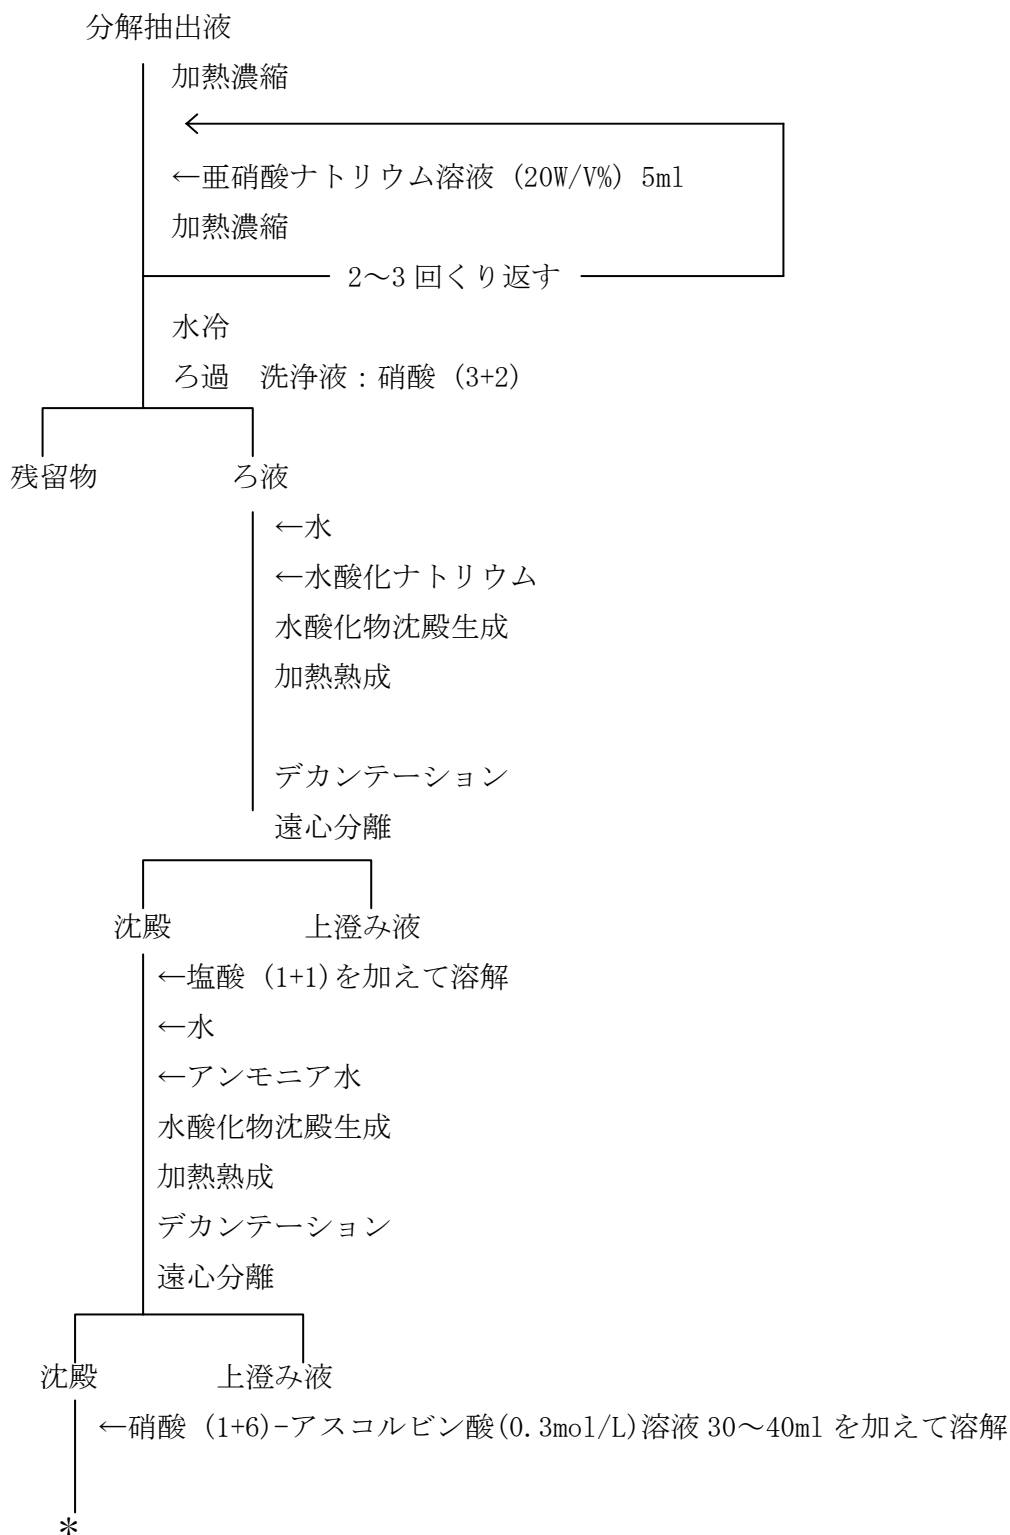 分解抽出液
加熱濃縮
←亜硝酸ナトリウム溶液 (20W/V%) 5ml
加熱濃縮
2～3 回くり返す
水冷
ろ過　洗浄液：硝酸 (3+2)
残留物　ろ液
←水
←水酸化ナトリウム
水酸化物沈殿生成
加熱熟成
デカンテーション
遠心分離
沈殿　上澄み液
←塩酸 (1+1)を加えて溶解
←水
←アンモニア水
水酸化物沈殿生成
加熱熟成
デカンテーション
遠心分離
沈殿　上澄み液
←硝酸 (1+6)-アスコルビン酸(0.3mol/L)溶液 30～40ml を加えて溶解
＊